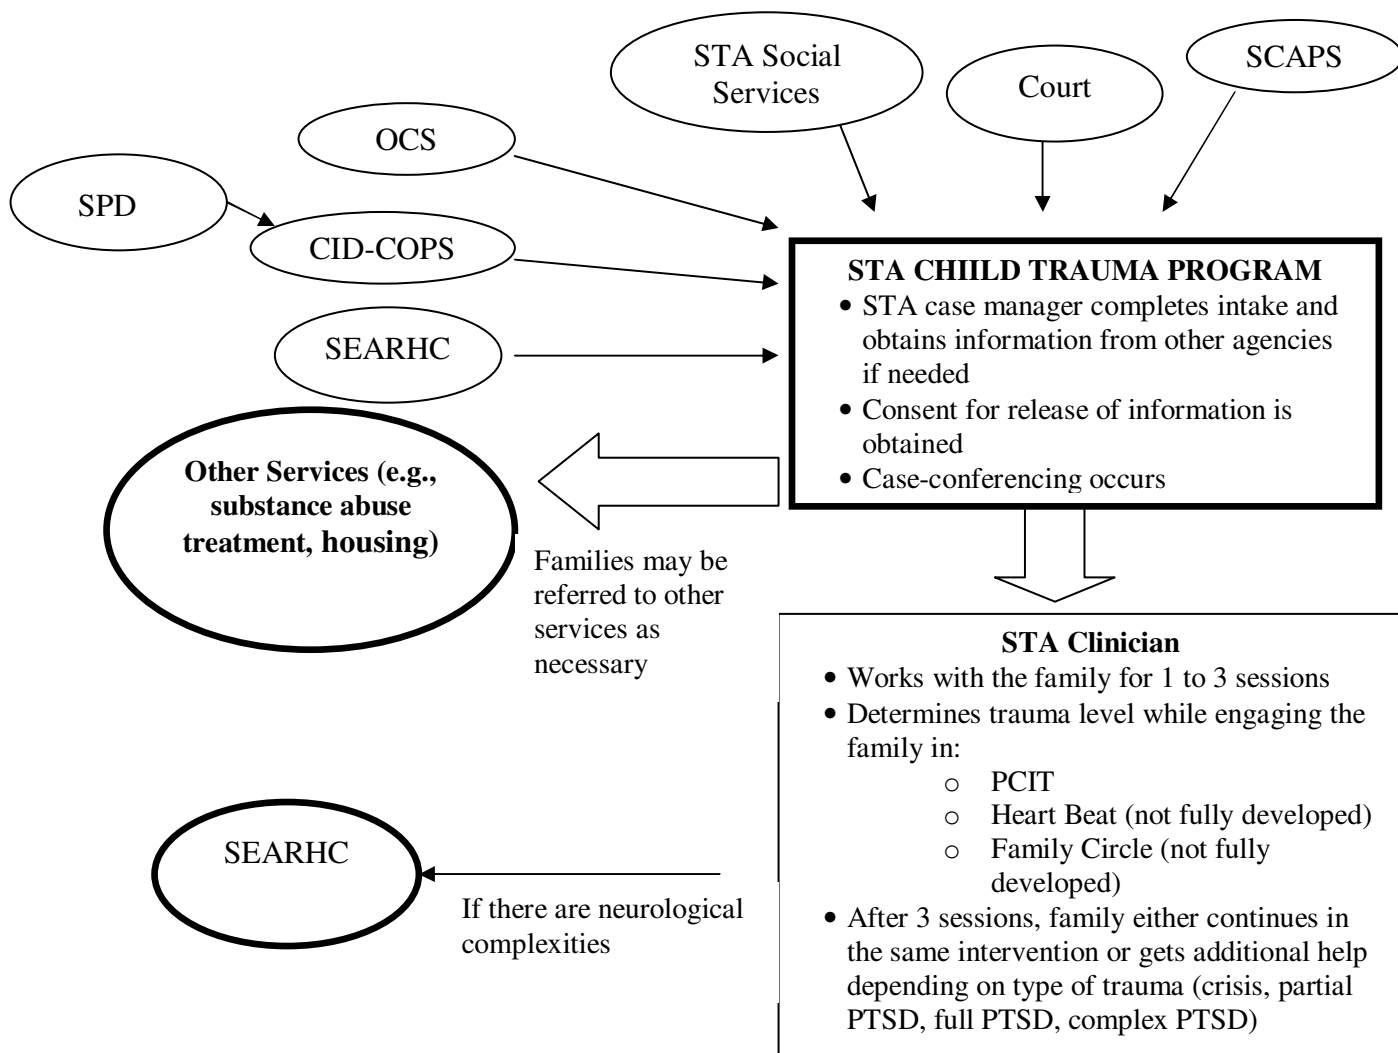 STA Social
Services
Court
SCAPS
OCS
SPD
CID-COPS
SEARHC
STA CHIILD TRAUMA PROGRAM
• STA case manager completes intake and
obtains information from other agencies
if needed
• Consent for release of information is
obtained
• Case-conferencing occurs
Other Services (e.g.,
substance abuse
treatment, housing)
Families may be
referred to other
services as
necessary
STA Clinician
• Works with the family for 1 to 3 sessions
• Determines trauma level while engaging the
family in:
o PCIT
o Heart Beat (not fully developed)
o Family Circle (not fully
developed)
• After 3 sessions, family either continues in
the same intervention or gets additional help
depending on type of trauma (crisis, partial
PTSD, full PTSD, complex PTSD)
SEARHC
If there are neurological
complexities